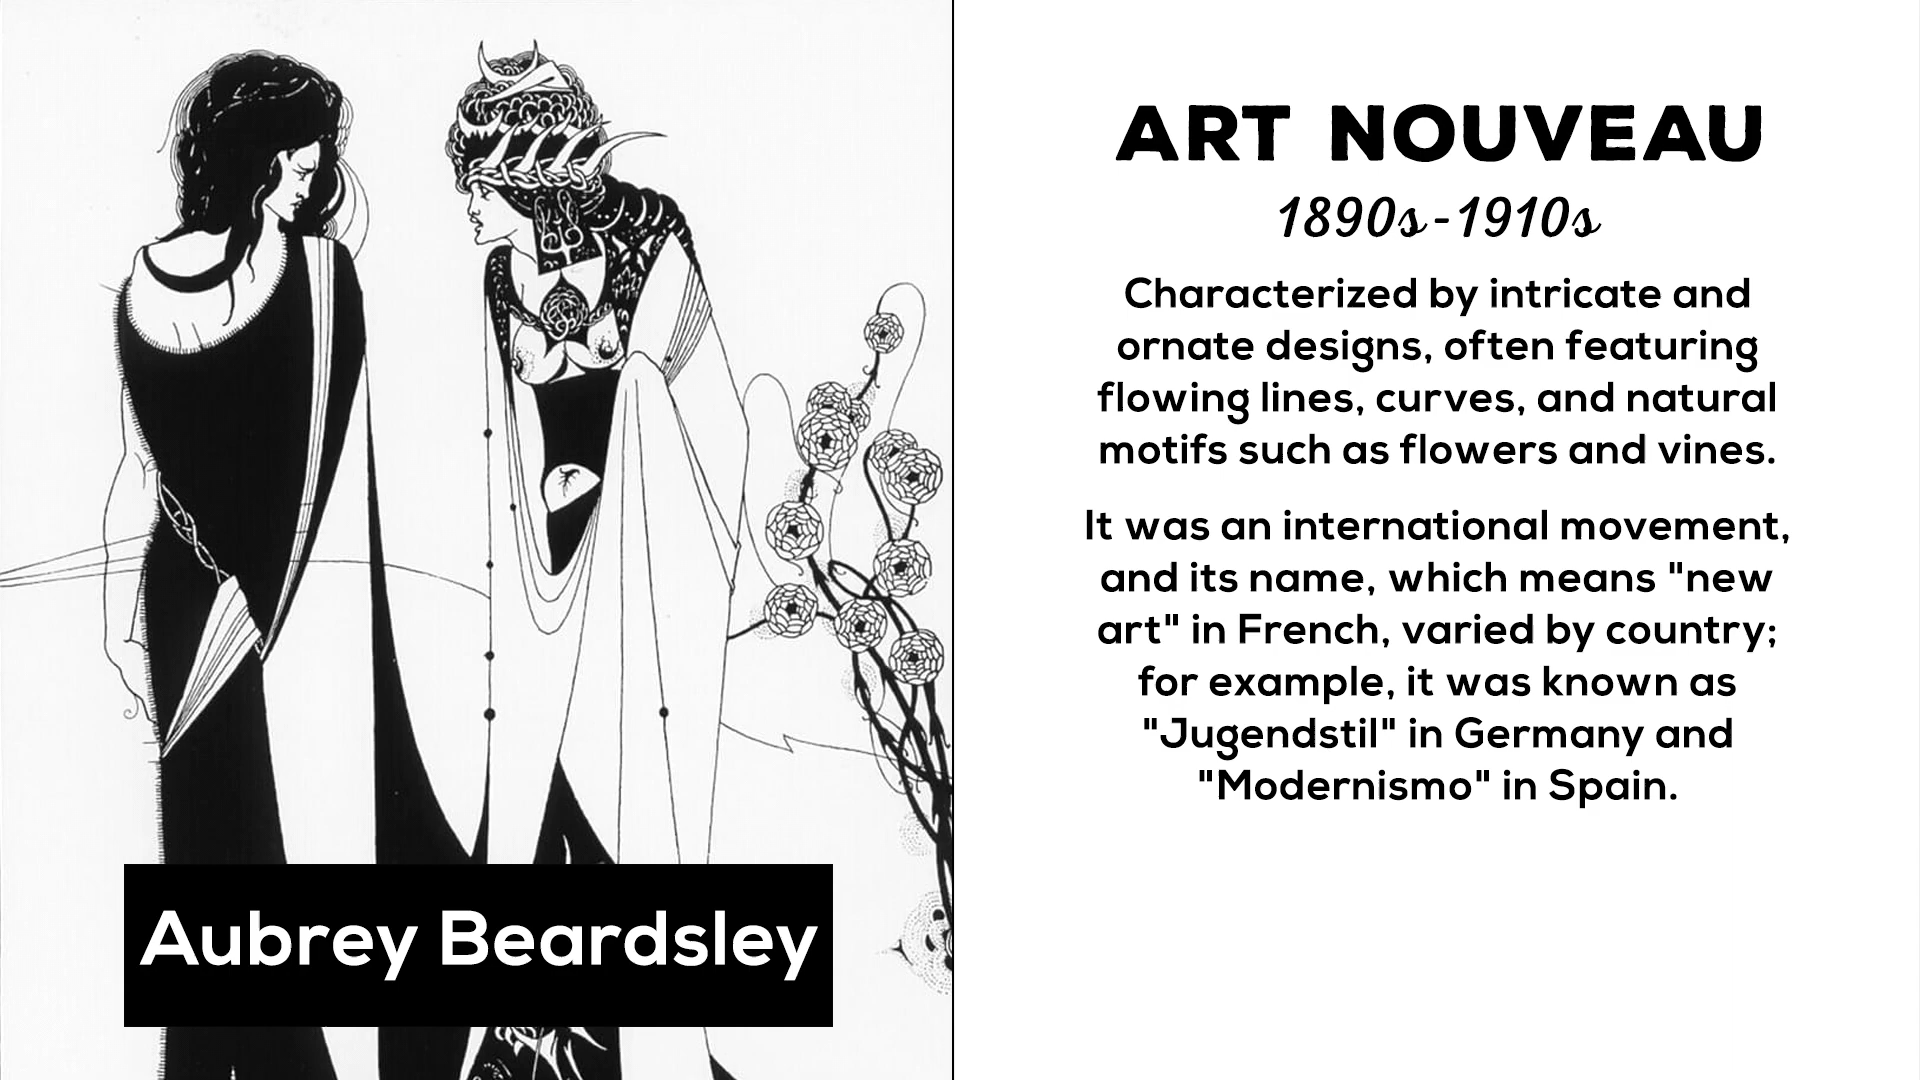 Aubrey Beardsley
ART NOUVEAU
1890s-1910s
Characterized by intricate and
ornate designs, often featuring
flowing lines, curves, and natural
motifs such as flowers and vines.
It was an international movement,
and its name, which means "new
art" in French, varied by country;
for example, it was known as
"Jugendstil" in Germany and
"Modernismo" in Spain.